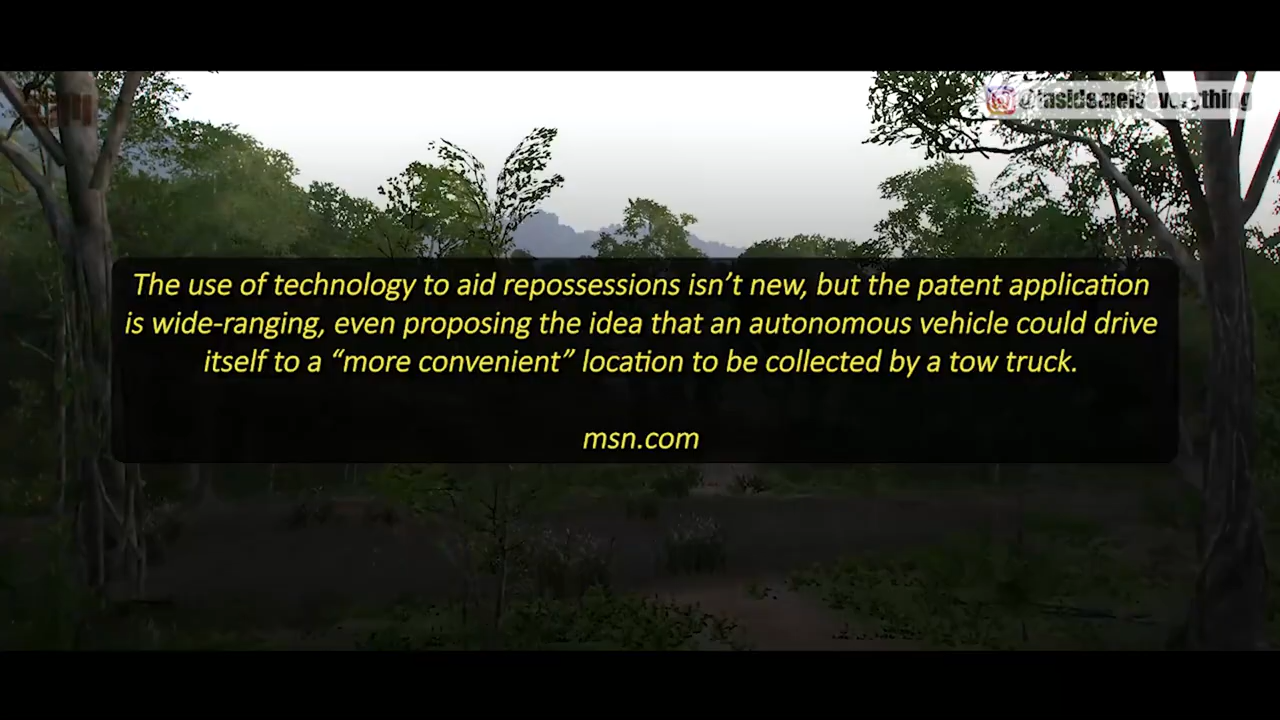 @insidemeiseverything
The use of technology to aid repossessions isn’t new, but the patent application
is wide-ranging, even proposing the idea that an autonomous vehicle could drive
itself to a “more convenient” location to be collected by a tow truck.
msn.com